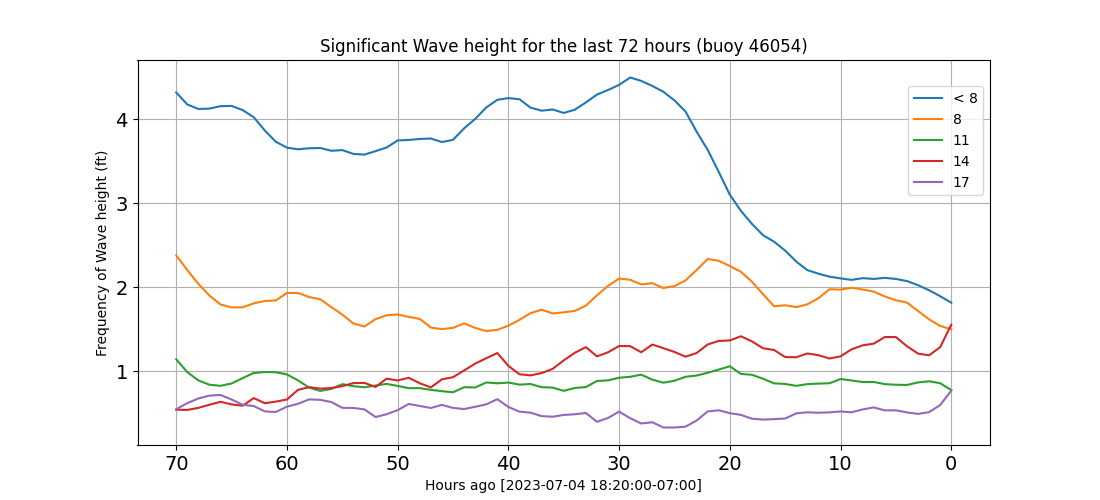 Significant Wave height for the last 72 hours (buoy 46054)
Frequency of Wave height (ft)
4
3
2
1
< 8
8
11
14
17
70 60 50 40 30 20 10 0
Hours ago [2023-07-04 18:20:00-07:00]